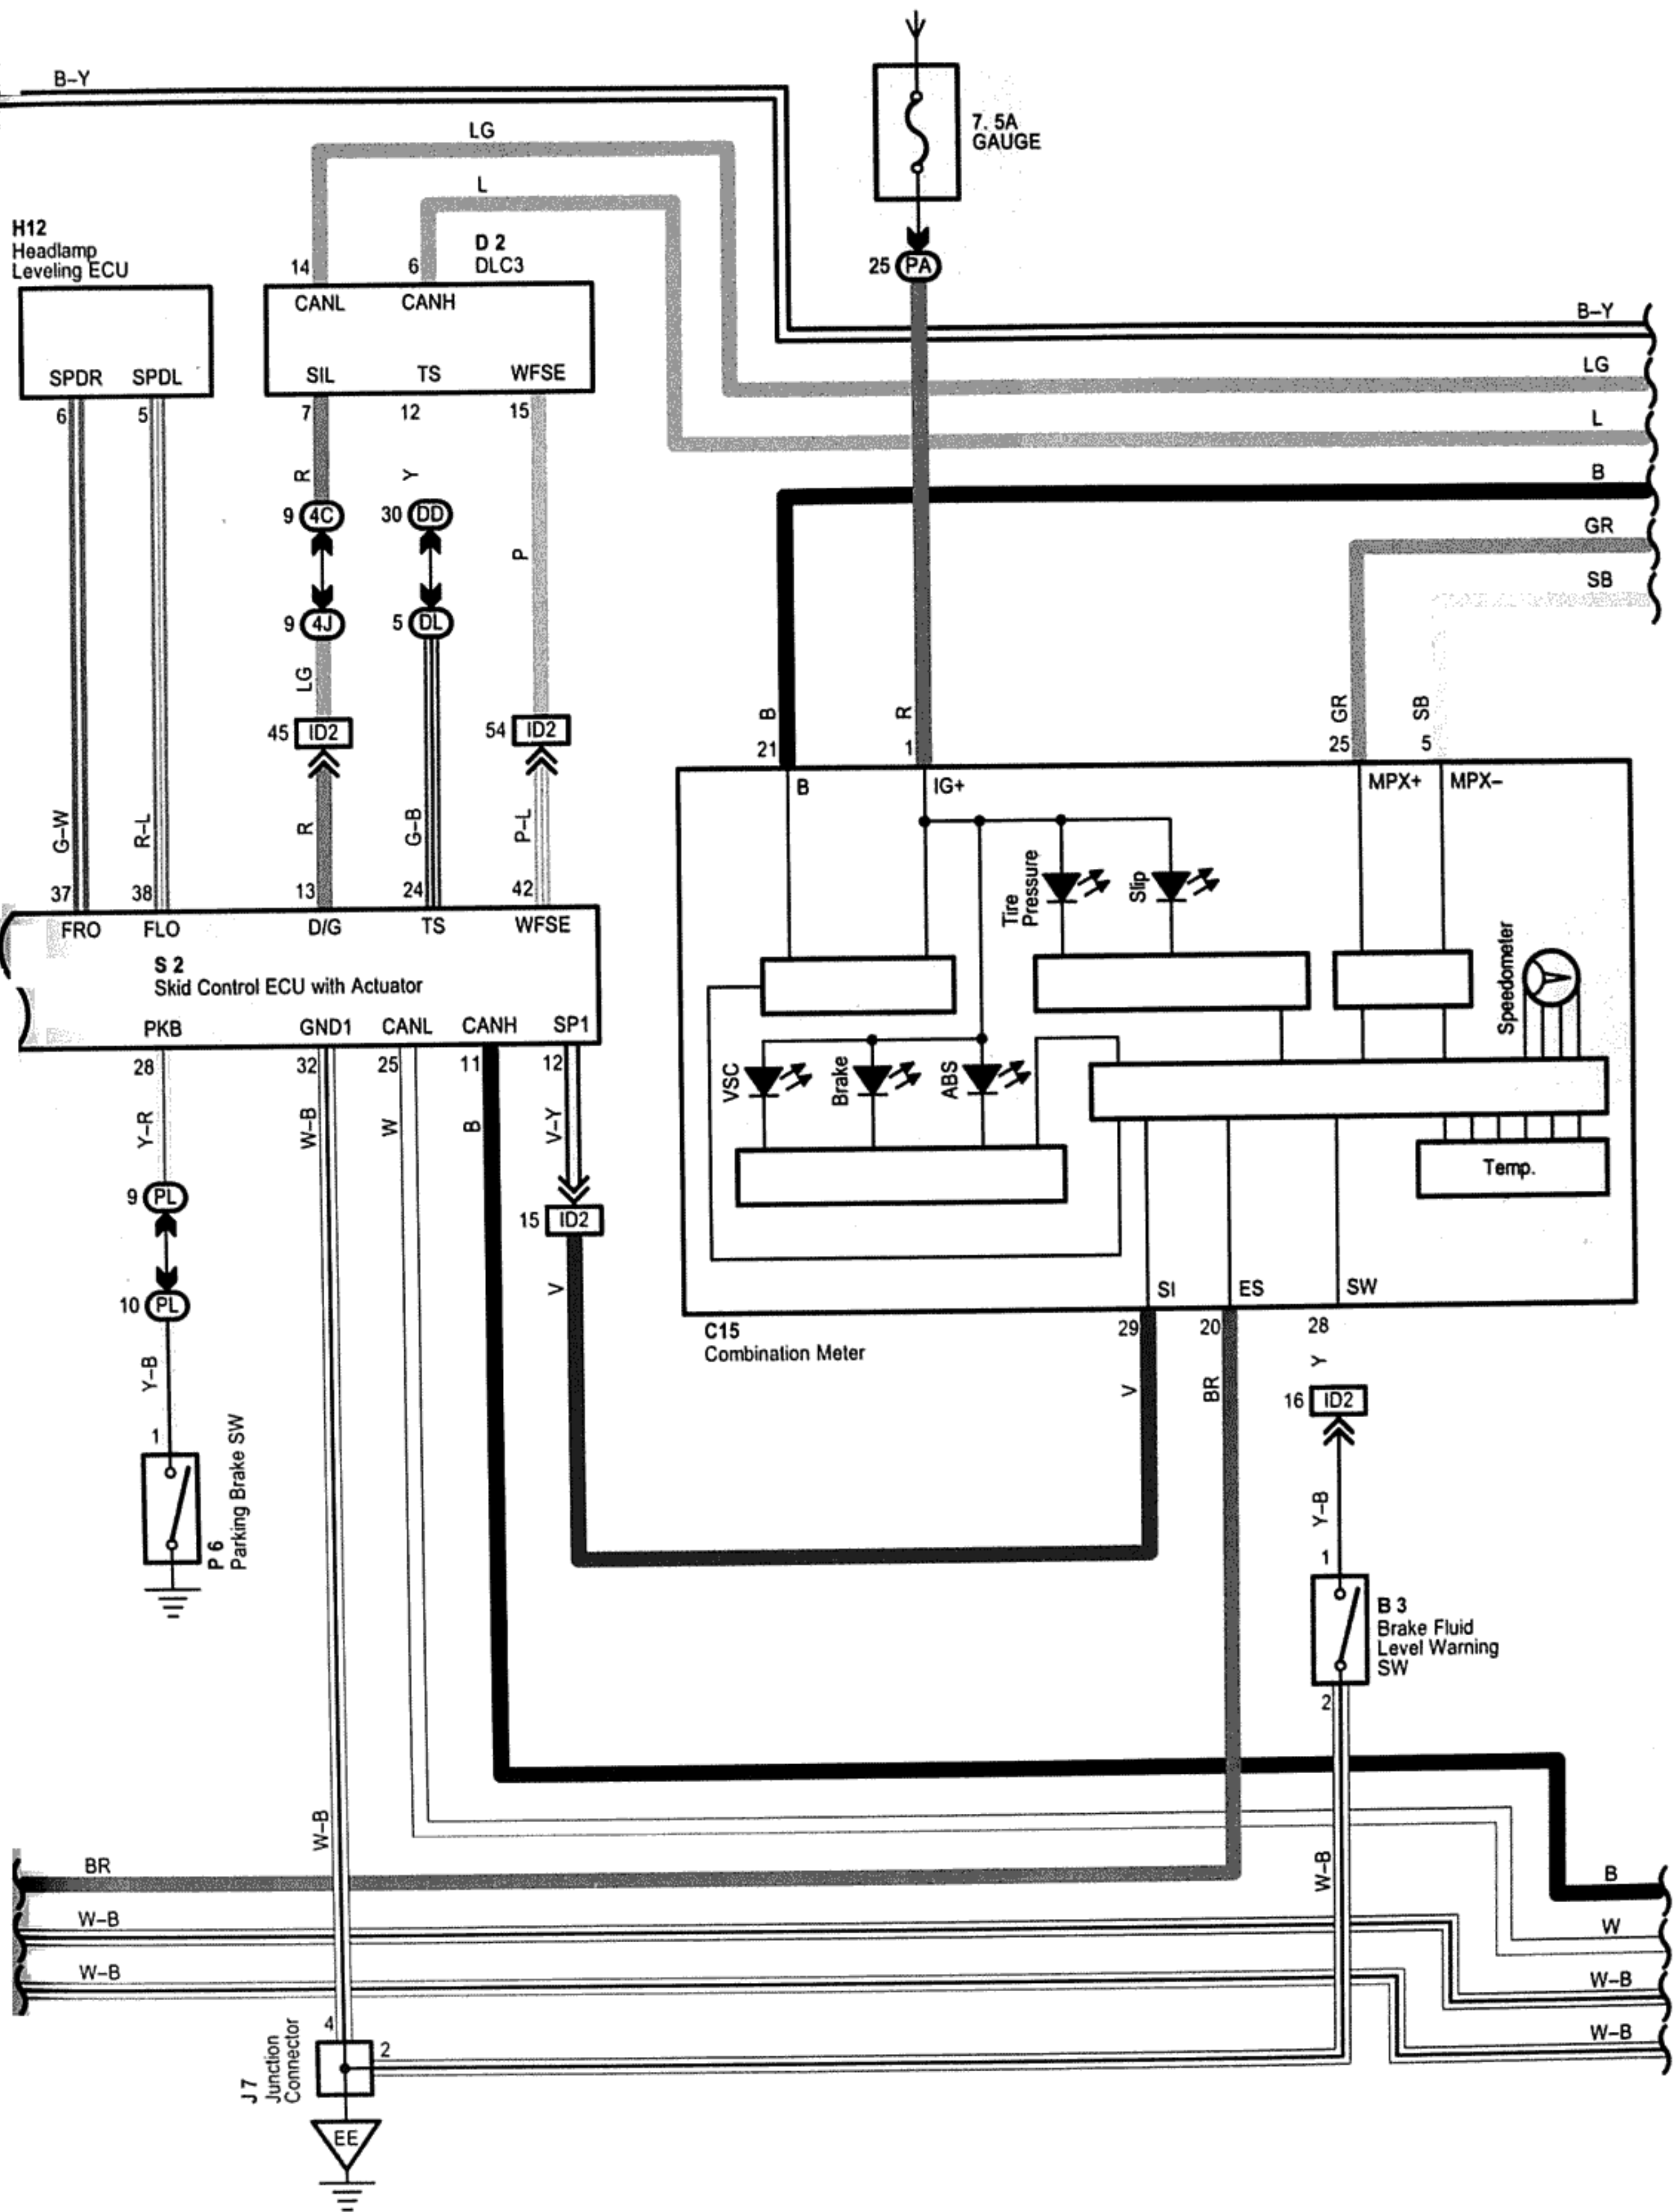 B–Y
7. 5A
GAUGE
LG
L
H12
Headlamp
Leveling ECU
D 2
DLC3
14
6
25
PA
CANL
CANH
B–Y
SPDR
SPDL
SIL
TS
WFSE
LG
6
5
7
12
15
L
R
Y
B
9
4C
30
DD
GR
P
SB
9
4J
5
DL
LG
B
R
GR
SB
45
ID2
54
ID2
21
1
25
5
B
IG+
MPX+
MPX–
G–W
R–L
R
G–B
P–L
37
38
13
24
42
Tire
Pressure
Slip
FRO
FLO
D/G
TS
WFSE
Speedometer
S 2
Skid Control ECU with Actuator
PKB
GND1
CANL
CANH
SP1
28
32
25
11
12
VSC
Brake
ABS
Y–R
W–B
W
B
V–Y
Temp.
9
PL
15
ID2
10
PL
V
SI
ES
SW
C15
Combination Meter
29
20
28
Y–B
V
BR
Y
16
ID2
1
P 6
Parking Brake SW
Y–B
1
B 3
Brake Fluid
Level Warning
SW
2
W–B
W–B
BR
B
W–B
W
W–B
W–B
W–B
4
2
J 7
Junction
Connector
EE